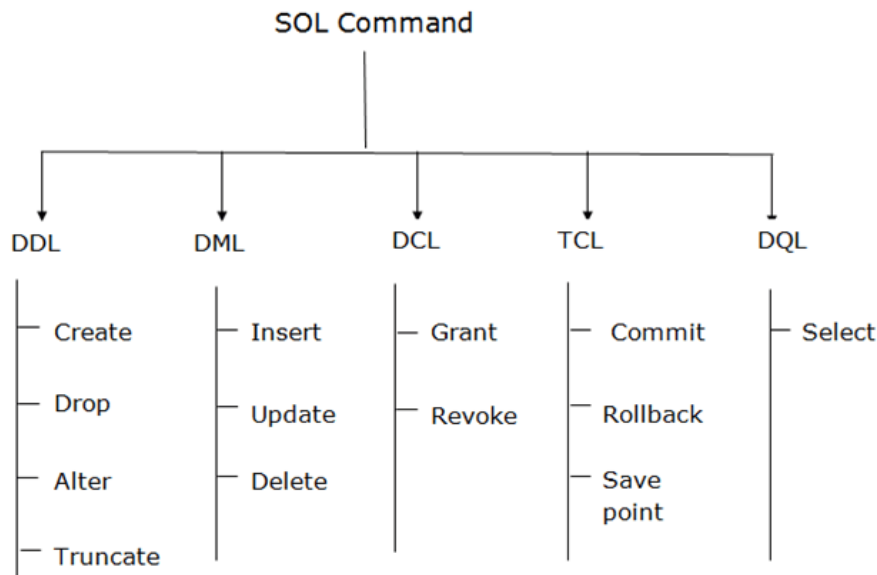 SOL Command
DDL
DML
DCL
TCL
DQL
Create
Drop
Alter
Truncate
Insert
Update
Delete
Grant
Revoke
Commit
Rollback
Save
point
Select